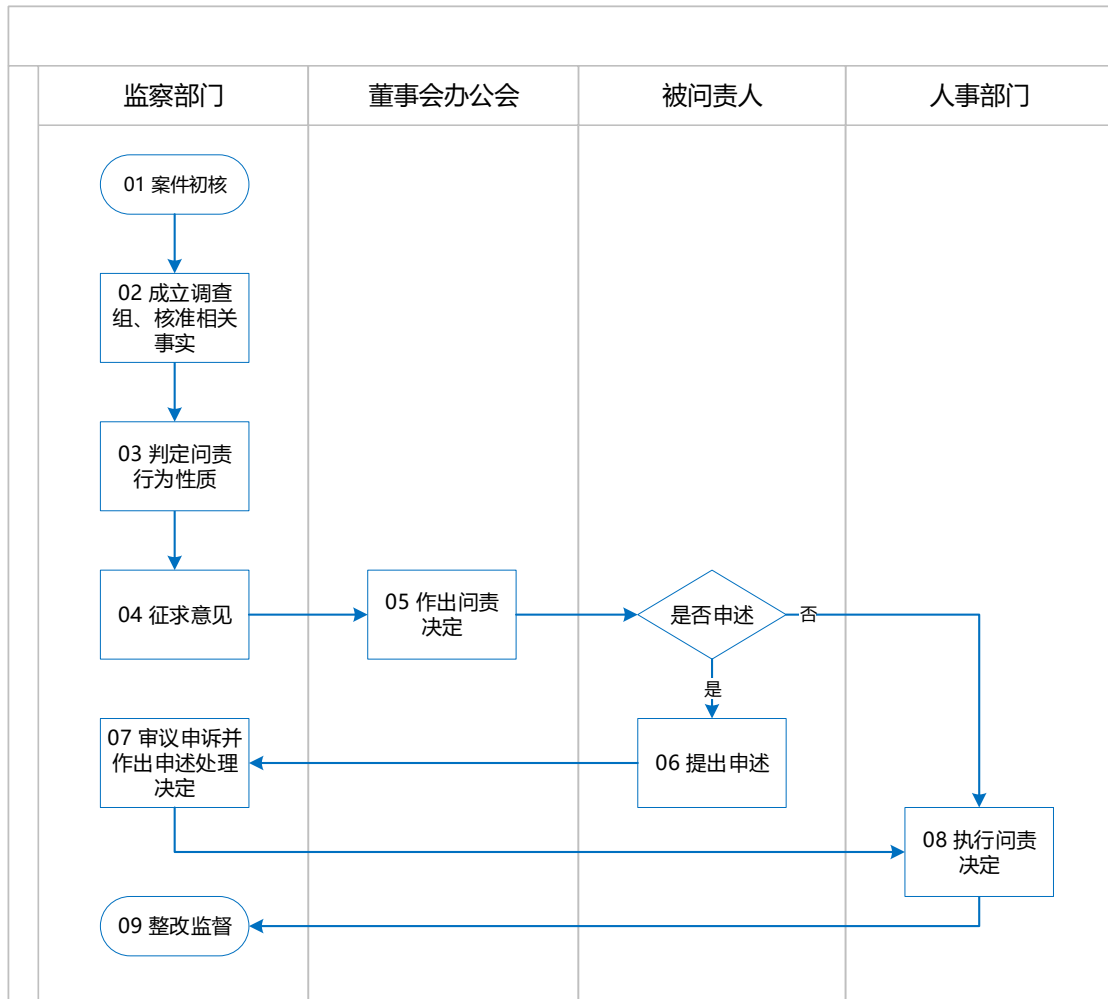 监察部门
董事会办公会
被问责人
人事部门
01 案件初核
02 成立调查
组、核准相关
事实
03 判定问责
行为性质
04 征求意见
05 作出问责
决定
是否申述
否
是
06 提出申述
07 审议申诉并
作出申述处理
决定
08 执行问责
决定
09 整改监督